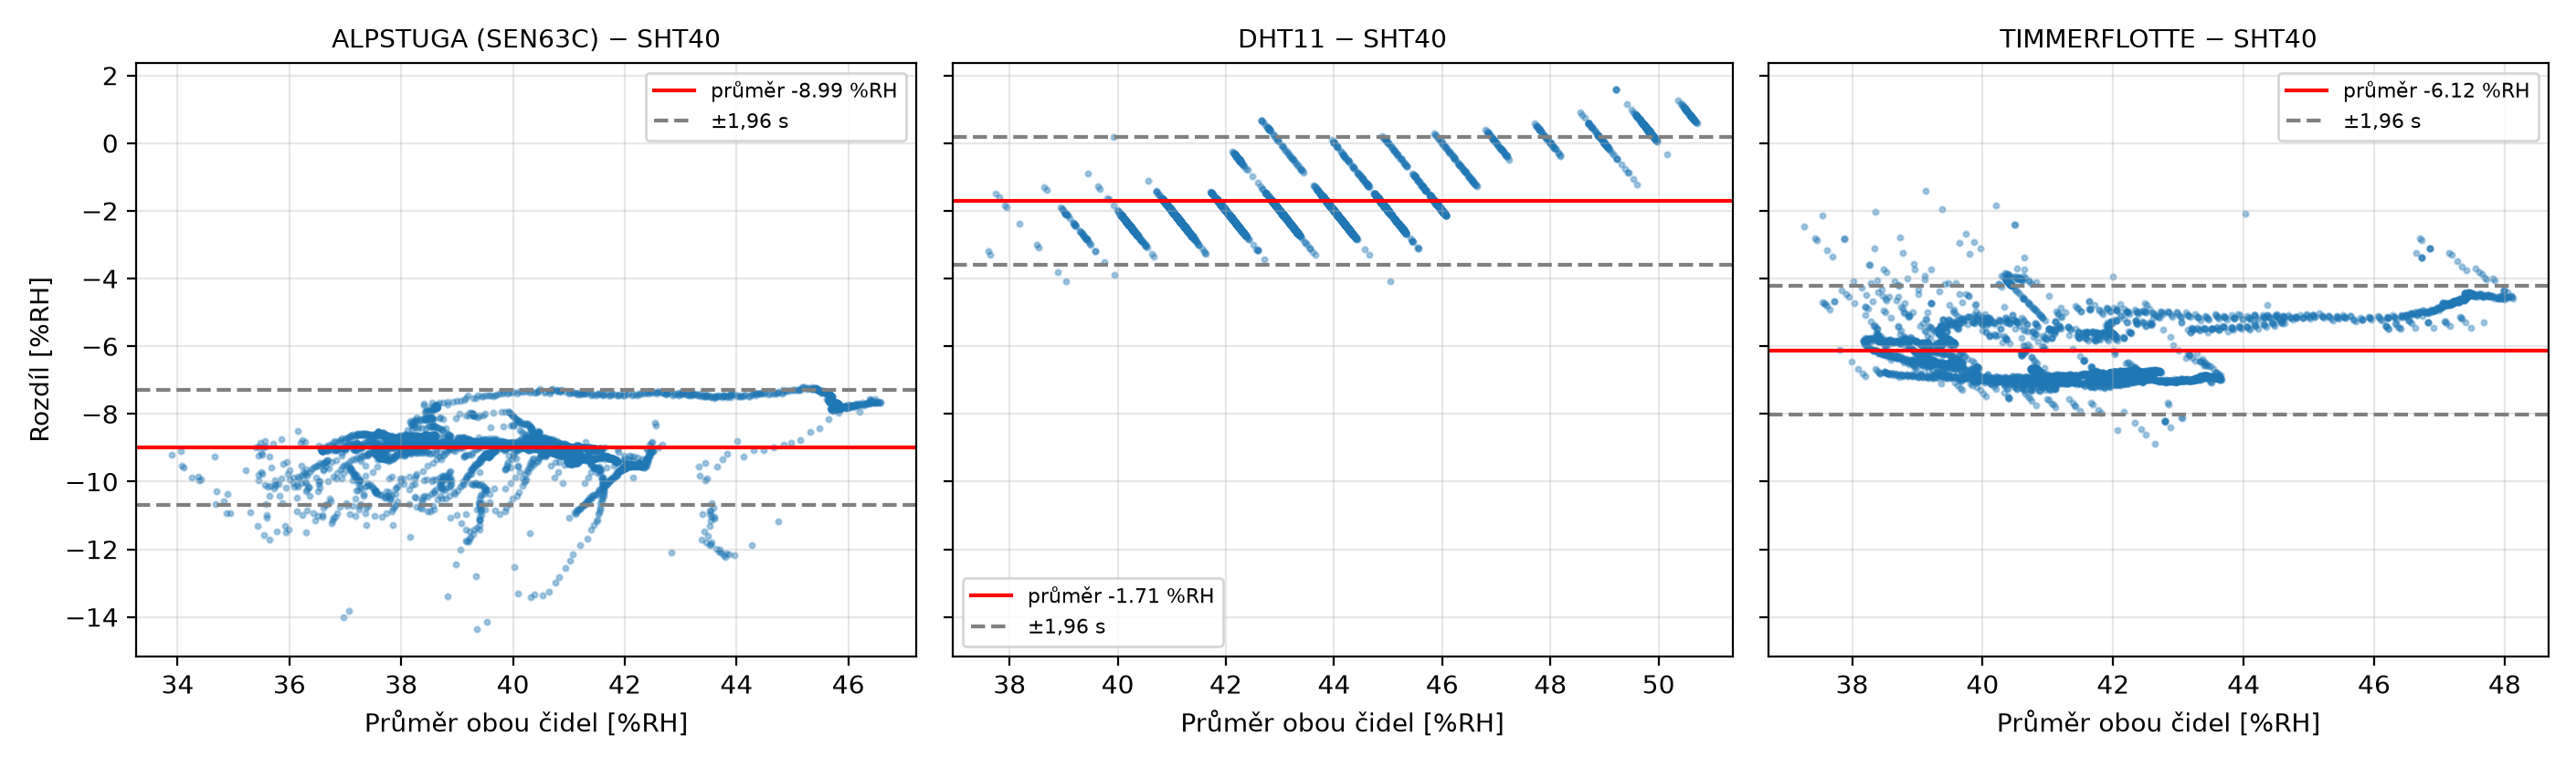 ALPSTUGA (SEN63C) − SHT40
DHT11 − SHT40
TIMMERFLOTTE − SHT40
Rozdíl [%RH]
2
0
−2
−4
−6
−8
−10
−12
−14
průměr -8.99 %RH
±1,96 s
34 36 38 40 42 44 46
Průměr obou čidel [%RH]
průměr -1.71 %RH
±1,96 s
38 40 42 44 46 48 50
Průměr obou čidel [%RH]
průměr -6.12 %RH
±1,96 s
38 40 42 44 46 48
Průměr obou čidel [%RH]